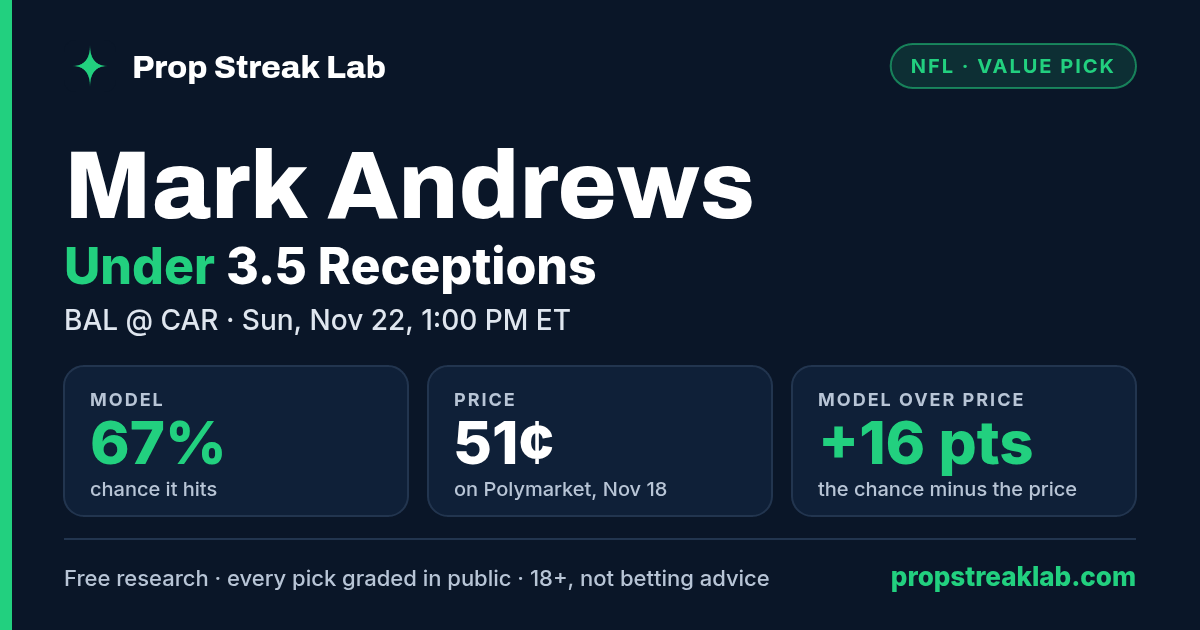 Prop Streak Lab
NFL · VALUE PICK
Mark Andrews
Under 3.5 Receptions
BAL @ CAR · Sun, Nov 22, 1:00 PM ET
MODEL
67%
chance it hits
PRICE
51¢
on Polymarket, Nov 18
MODEL OVER PRICE
+16 pts
the chance minus the price
Free research · every pick graded in public · 18+, not betting advice
propstreaklab.com